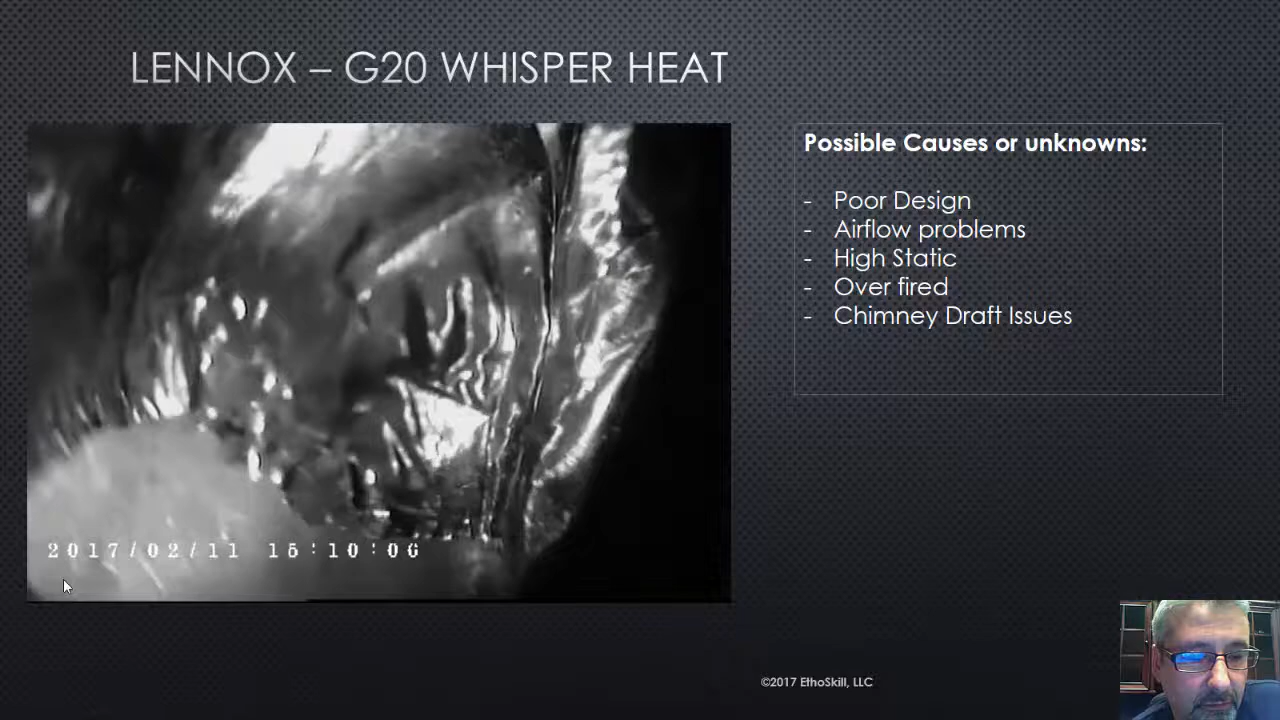 LENNOX – G20 WHISPER HEAT
Possible Causes or unknowns:
- Poor Design
- Airflow problems
- High Static
- Over fired
- Chimney Draft Issues
2017/02/11 15:10:06
©2017 EthoSkill, LLC